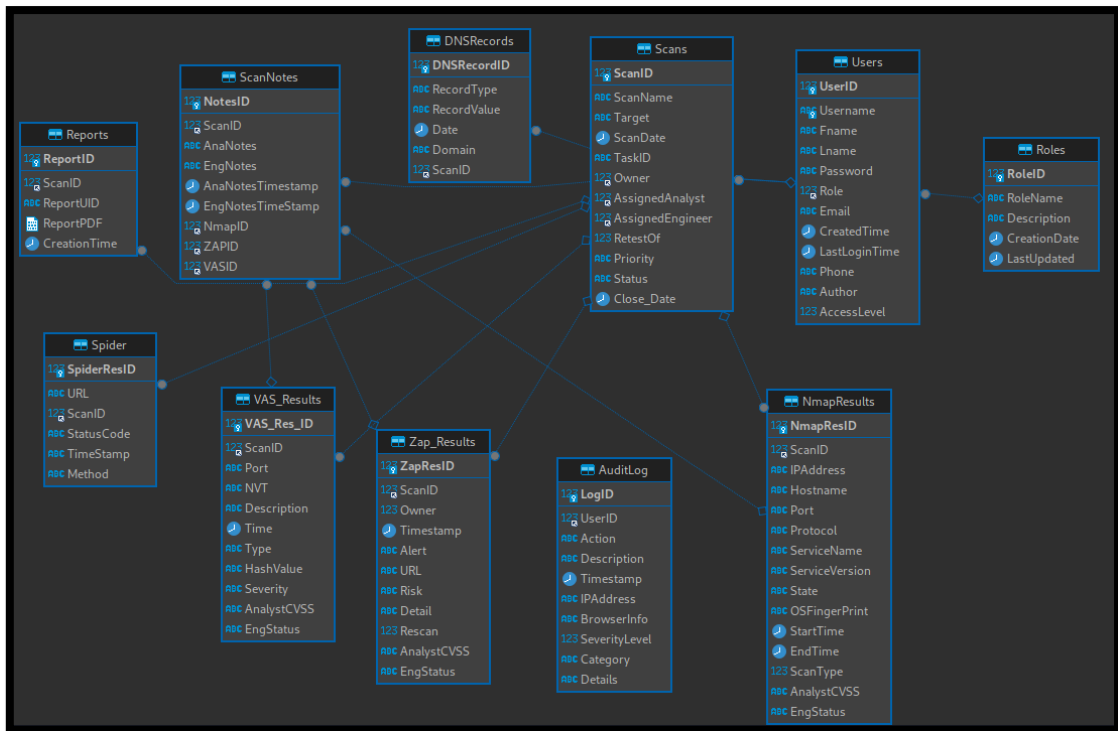 DNSRecords
DNSRecordID
RecordType
RecordValue
Date
Domain
ScanID
Scans
ScanID
ScanName
Target
ScanDate
TaskID
Owner
AssignedAnalyst
AssignedEngineer
RetestOf
Priority
Status
Close_Date
Users
UserID
Username
Fname
Lname
Password
Role
Email
CreatedTime
LastLoginTime
Phone
Author
AccessLevel
ScanNotes
NotesID
ScanID
AnaNotes
EngNotes
AnaNotesTimestamp
EngNotesTimeStamp
NmapID
ZAPID
VASID
Reports
ReportID
ScanID
ReportUID
ReportPDF
CreationTime
Roles
RoleID
RoleName
Description
CreationDate
LastUpdated
Spider
SpiderResID
URL
ScanID
StatusCode
TimeStamp
Method
VAS_Results
VAS_Res_ID
ScanID
Port
NVT
Description
Time
Type
HashValue
Severity
AnalystCVSS
EngStatus
Zap_Results
ZapResID
ScanID
Owner
Timestamp
Alert
URL
Risk
Detail
Rescan
AnalystCVSS
EngStatus
AuditLog
LogID
UserID
Action
Description
Timestamp
IPAddress
BrowserInfo
SeverityLevel
Category
Details
NmapResults
NmapResID
ScanID
IPAddress
Hostname
Port
Protocol
ServiceName
ServiceVersion
State
OSFingerPrint
StartTime
EndTime
ScanType
AnalystCVSS
EngStatus